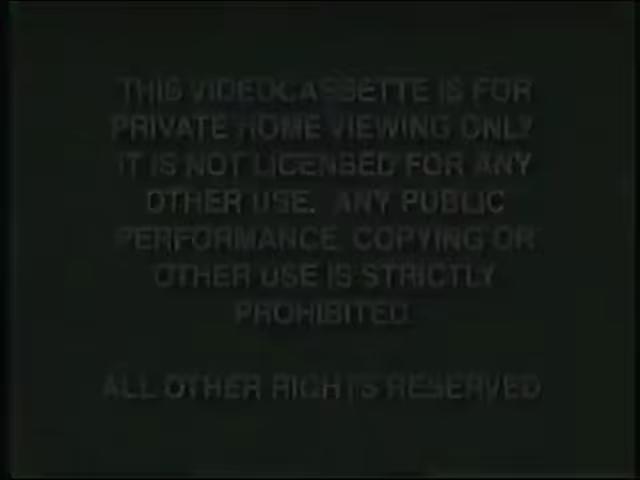 THIS VIDEOCASSETTE IS FOR
PRIVATE HOME VIEWING ONLY
IT IS NOT LICENSED FOR ANY
OTHER USE. ANY PUBLIC
PERFORMANCE, COPYING OR
OTHER USE IS STRICTLY
PROHIBITED.
ALL OTHER RIGHTS RESERVED